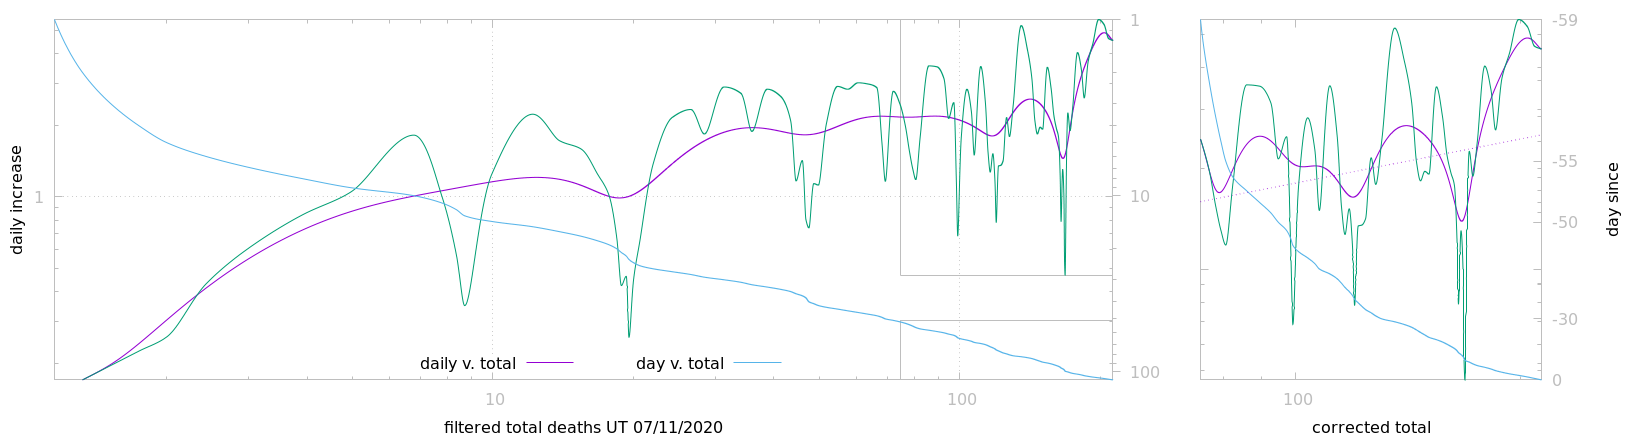 daily increase
1
daily v. total
day v. total
10
100
filtered total deaths UT 07/11/2020
1
10
100
100
corrected total
-59
-55
-50
-30
0
day since